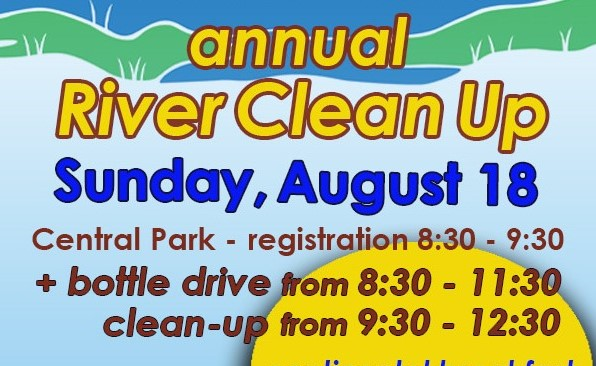 annual
River Clean Up
Sunday, August 18
Central Park - registration 8:30 - 9:30
+ bottle drive from 8:30 - 11:30
clean-up from 9:30 - 12:30